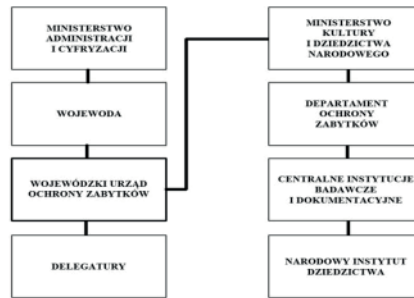 MINISTERSTWO
ADMINISTRACJI
I CYFRYZACJI
WOJEWODA
WOJEWÓDZKI URZĄD
OCHRONY ZABYTKÓW
DELEGATURY
MINISTERSTWO
KULTURY
I DZIEDZICTWA
NARODOWEGO
DEPARTAMENT
OCHRONY
ZABYTKÓW
CENTRALNE INSTYTUCJE
BADAWCZE
I DOKUMENTACYJNE
NARODOWY INSTYTUT
DZIEDZICTWA